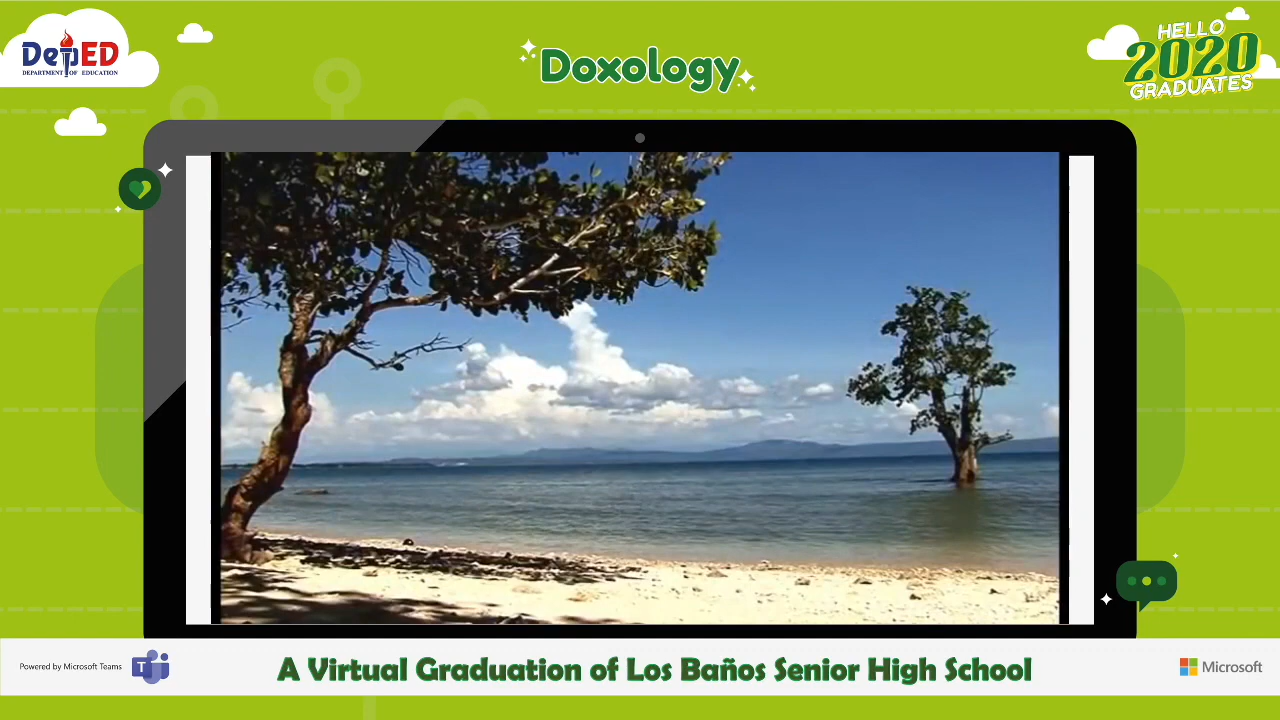 DepED
DEPARTMENT OF EDUCATION
Doxology
HELLO
2020
GRADUATES
Powered by Microsoft Teams
T
A Virtual Graduation of Los Baños Senior High School
Microsoft